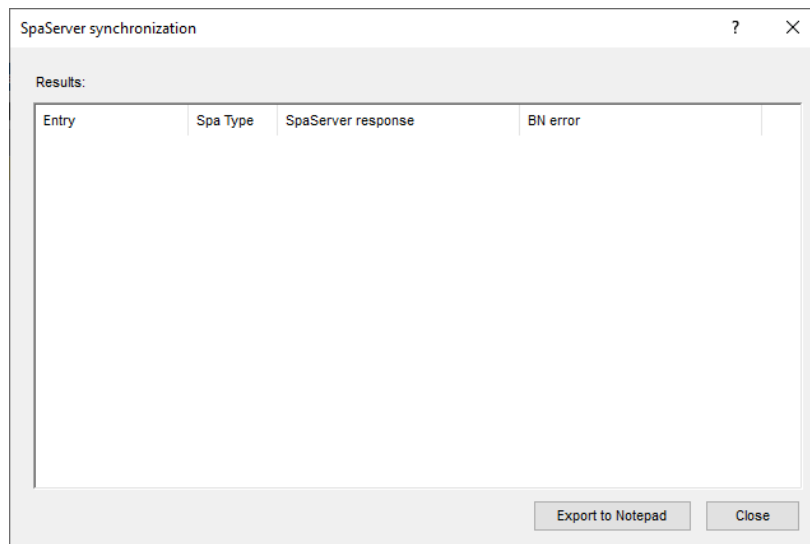 SpaServer synchronization
?
Results:
Entry Spa Type SpaServer response BN error
Export to Notepad Close